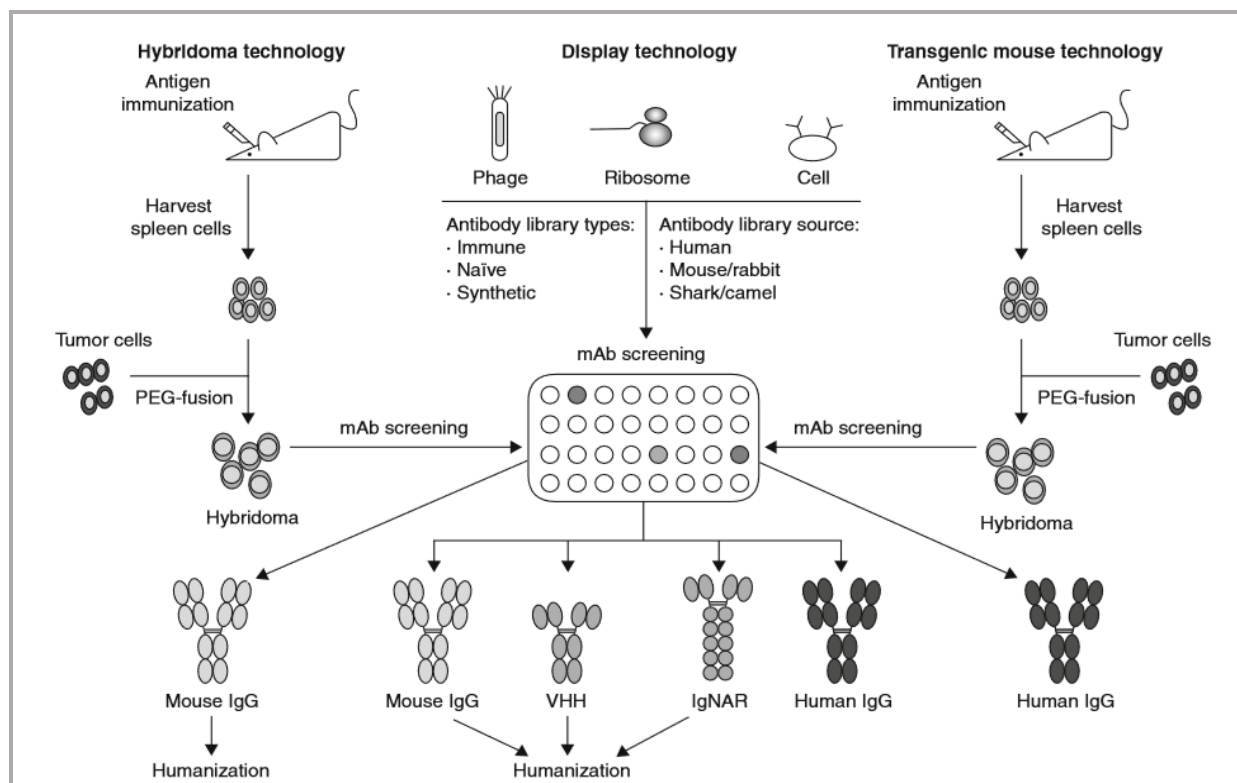 Hybridoma technology
Antigen
immunization
Harvest
spleen cells
Tumor cells
PEG-fusion
Hybridoma
mAb screening
Display technology
Phage
Ribosome
Cell
Antibody library types:
· Immune
· Naïve
· Synthetic
Antibody library source:
· Human
· Mouse/rabbit
· Shark/camel
mAb screening
Transgenic mouse technology
Antigen
immunization
Harvest
spleen cells
Tumor cells
PEG-fusion
Hybridoma
mAb screening
Mouse IgG
Humanization
Mouse IgG
VHH
IgNAR
Human IgG
Humanization
Human IgG